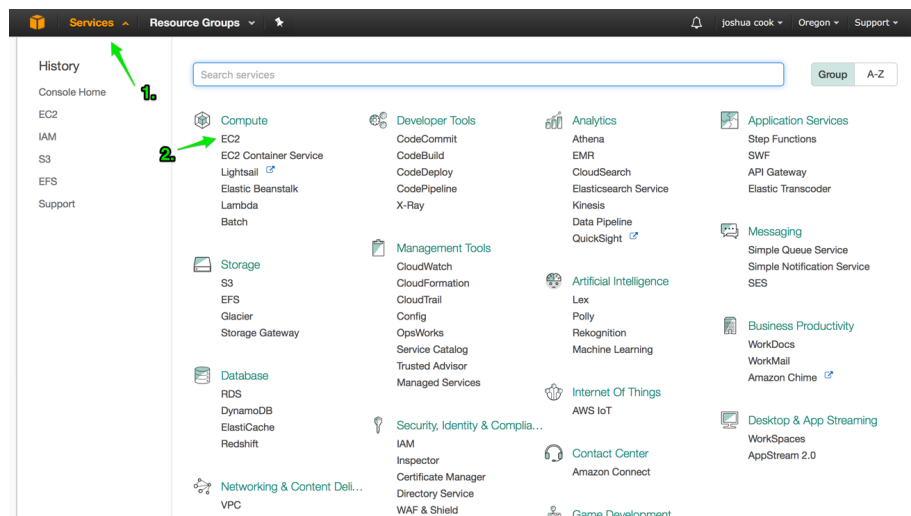 Services
Resource Groups
joshua cook
Oregon
Support
History
Console Home
EC2
IAM
S3
EFS
Support
1.
2.
Search services
Group
A-Z
Compute
EC2
EC2 Container Service
Lightsail
Elastic Beanstalk
Lambda
Batch
Storage
S3
EFS
Glacier
Storage Gateway
Database
RDS
DynamoDB
ElastiCache
Redshift
Networking & Content Deli...
VPC
Developer Tools
CodeCommit
CodeBuild
CodeDeploy
CodePipeline
X-Ray
Management Tools
CloudWatch
CloudFormation
CloudTrail
Config
OpsWorks
Service Catalog
Trusted Advisor
Managed Services
Security, Identity & Complia...
IAM
Inspector
Certificate Manager
Directory Service
WAF & Shield
Analytics
Athena
EMR
CloudSearch
Elasticsearch Service
Kinesis
Data Pipeline
QuickSight
Artificial Intelligence
Lex
Polly
Rekognition
Machine Learning
Internet Of Things
AWS IoT
Contact Center
Amazon Connect
Game Development
Application Services
Step Functions
SWF
API Gateway
Elastic Transcoder
Messaging
Simple Queue Service
Simple Notification Service
SES
Business Productivity
WorkDocs
WorkMail
Amazon Chime
Desktop & App Streaming
WorkSpaces
AppStream 2.0